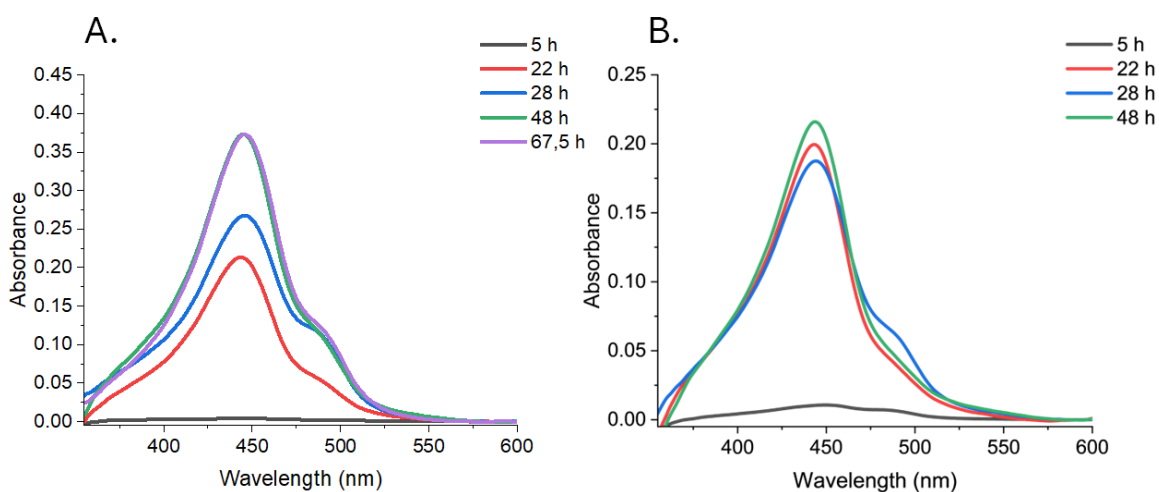 A.
5 h
22 h
28 h
48 h
67,5 h
0.45
0.40
0.35
0.30
0.25
0.20
0.15
0.10
0.05
0.00
Absorbance
400 450 500 550 600
Wavelength (nm)
B.
5 h
22 h
28 h
48 h
0.25
0.20
0.15
0.10
0.05
0.00
Absorbance
400 450 500 550 600
Wavelength (nm)